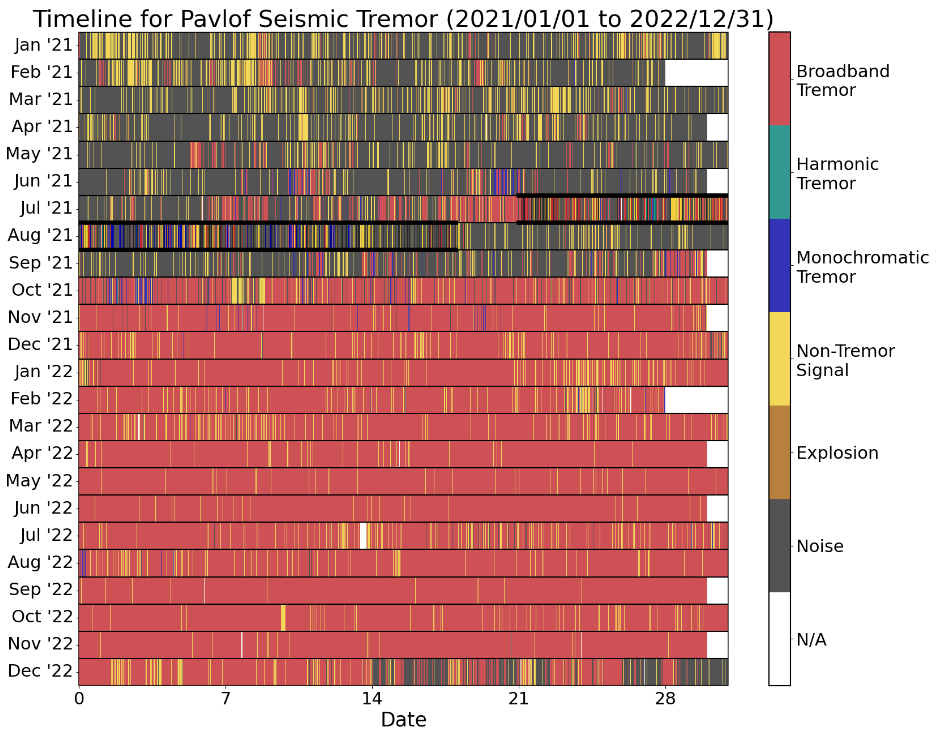 Timeline for Pavlof Seismic Tremor (2021/01/01 to 2022/12/31)
Jan '21
Feb '21
Mar '21
Apr '21
May '21
Jun '21
Jul '21
Aug '21
Sep '21
Oct '21
Nov '21
Dec '21
Jan '22
Feb '22
Mar '22
Apr '22
May '22
Jun '22
Jul '22
Aug '22
Sep '22
Oct '22
Nov '22
Dec '22
0 7 14 21 28
Date
Broadband
Tremor
Harmonic
Tremor
Monochromatic
Tremor
Non-Tremor
Signal
Explosion
Noise
N/A